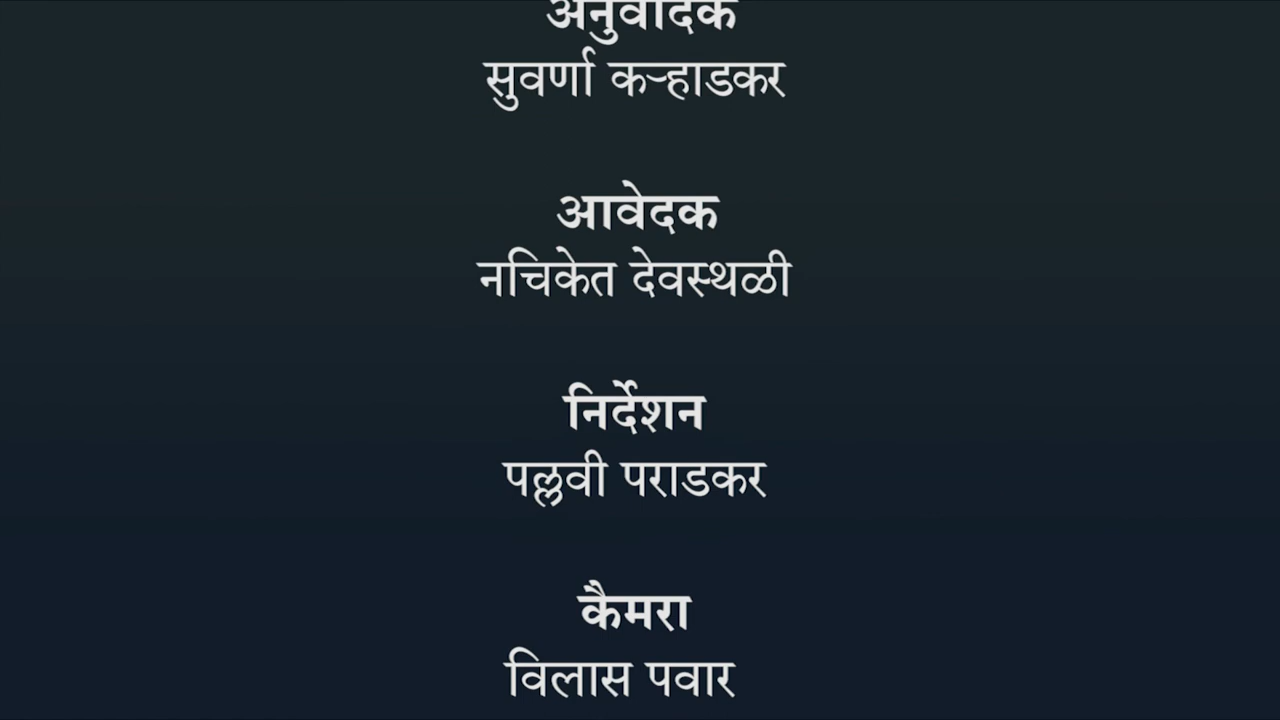 अनुवादक
सुवर्णा कऱ्हाडकर
आवेदक
नचिकेत देवस्थळी
निर्देशन
पल्लवी पराडकर
कैमरा
विलास पवार